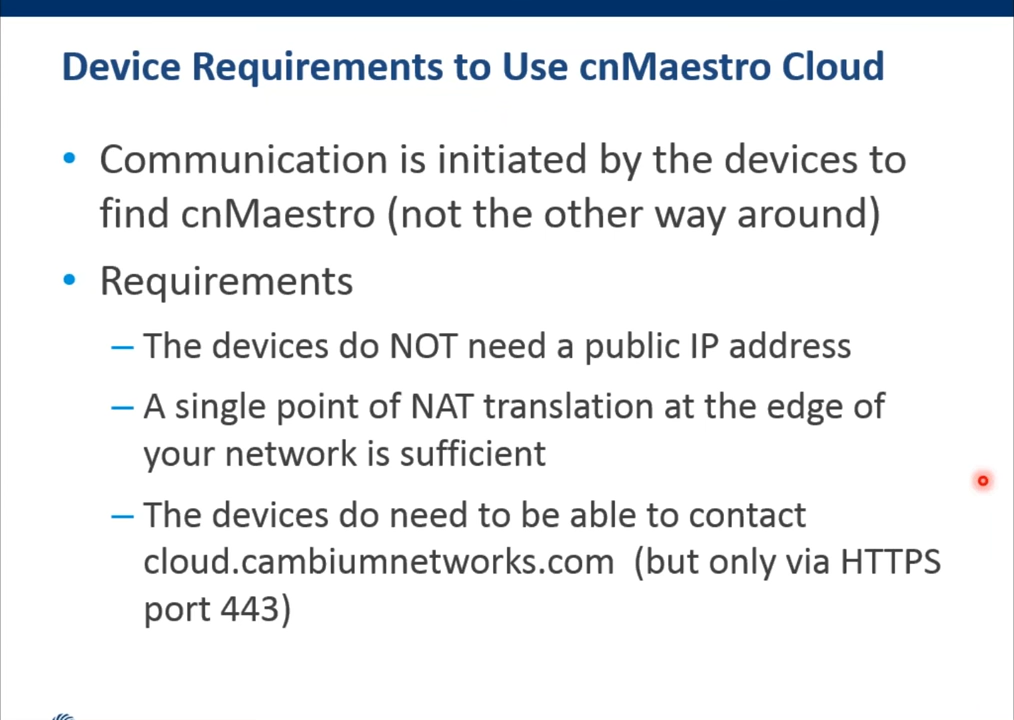 Device Requirements to Use cnMaestro Cloud
• Communication is initiated by the devices to
find cnMaestro (not the other way around)
• Requirements
– The devices do NOT need a public IP address
– A single point of NAT translation at the edge of
your network is sufficient
– The devices do need to be able to contact
cloud.cambiumnetworks.com (but only via HTTPS
port 443)